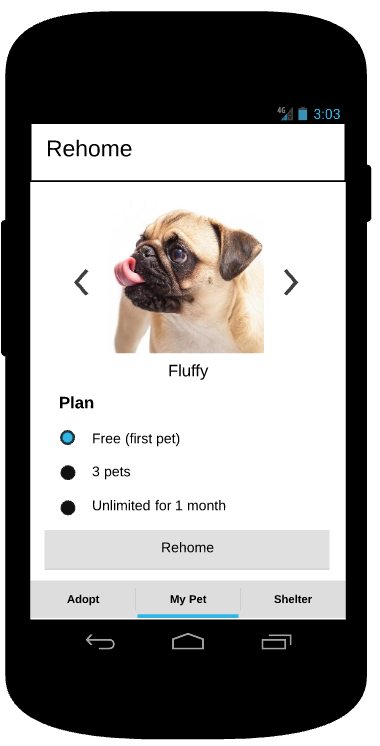 4G 3:03
Rehome
Fluffy
Plan
Free (first pet)
3 pets
Unlimited for 1 month
Rehome
Adopt My Pet Shelter